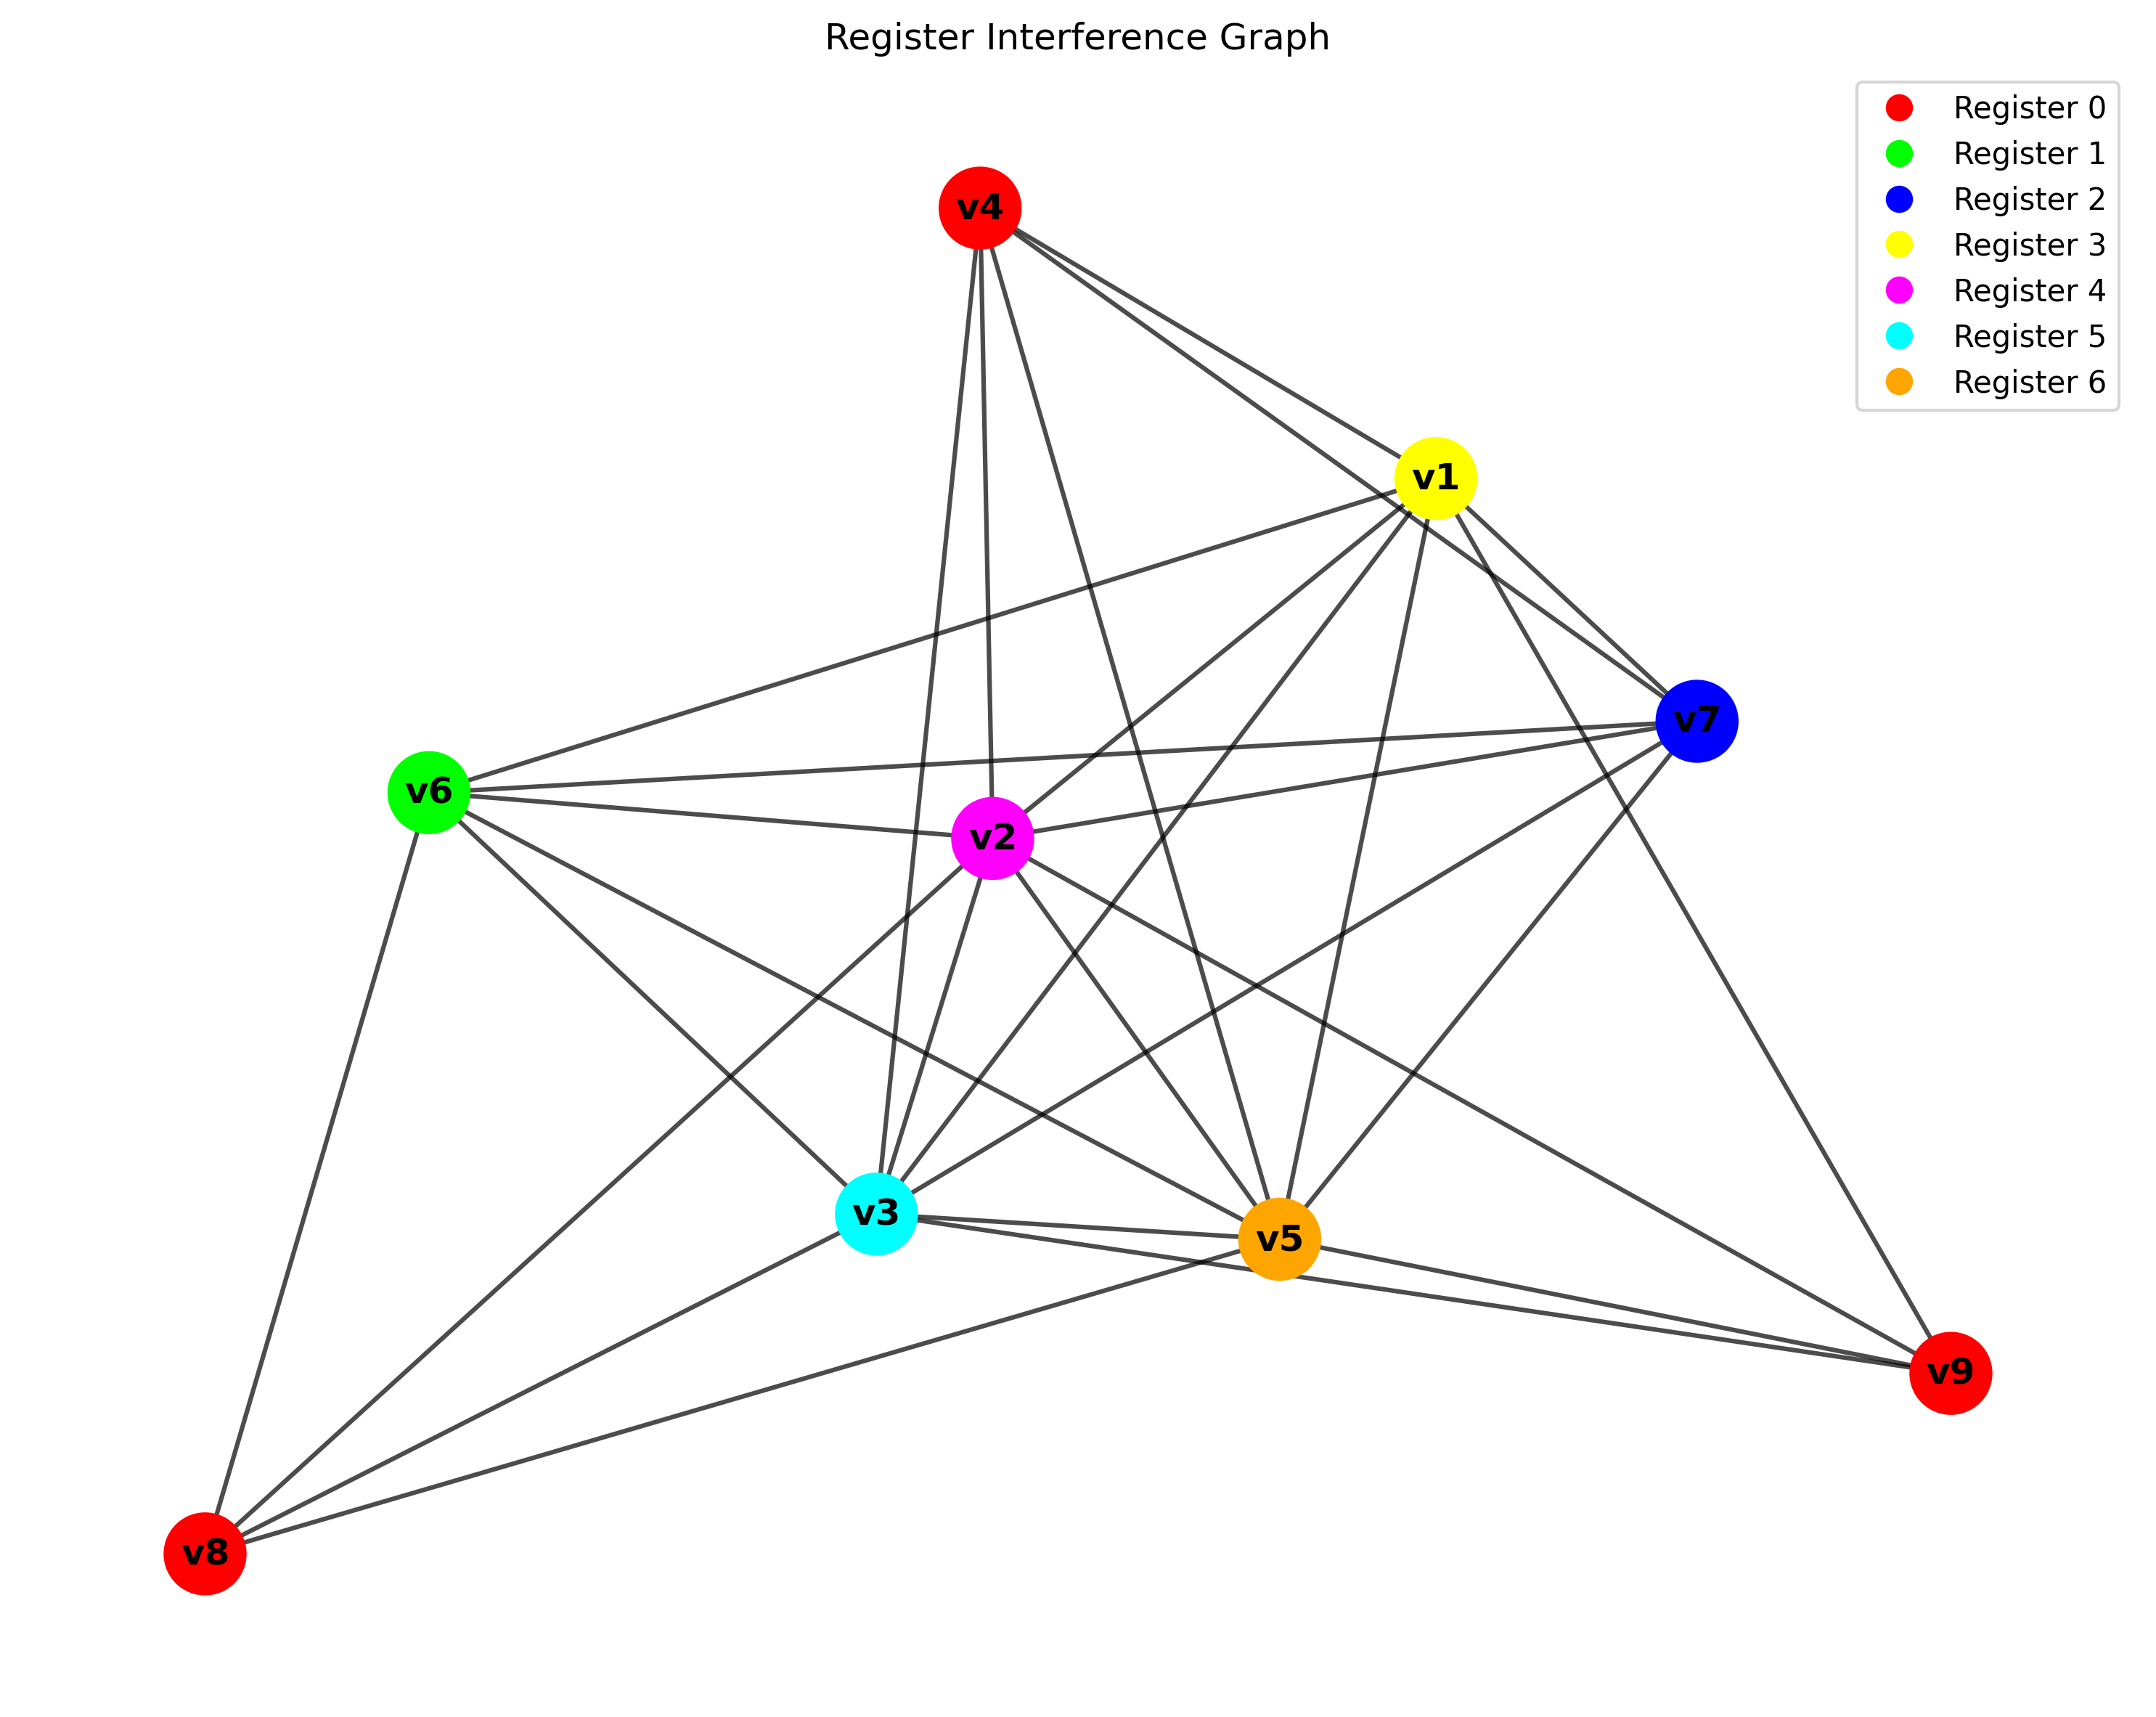 Register Interference Graph
Register 0
Register 1
Register 2
Register 3
Register 4
Register 5
Register 6
v4
v1
v7
v6
v2
v3
v5
v9
v8